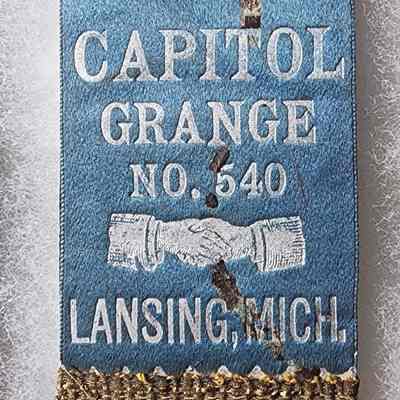 CAPITOL
GRANGE
NO. 540
LANSING, MICH.